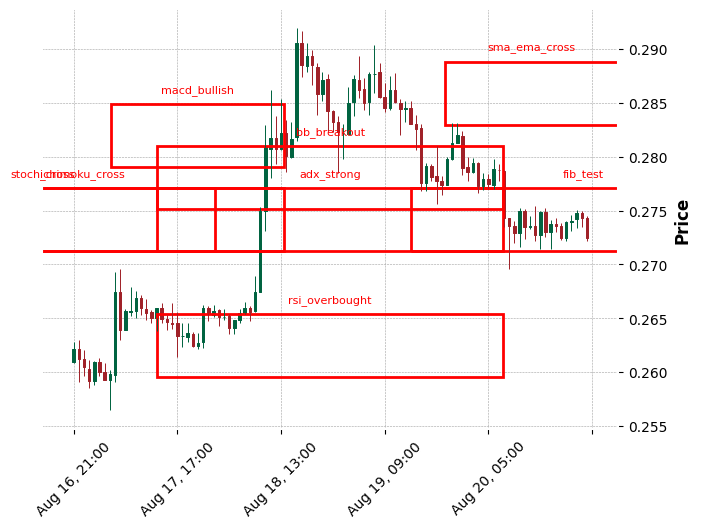 sma_ema_cross
0.290
macd_bullish
0.285
bb_breakout
0.280
adx_strong
fib_test
0.275
Price
0.270
rsi_overbought
0.265
0.260
0.255
Aug 16, 21:00
Aug 17, 17:00
Aug 18, 13:00
Aug 19, 09:00
Aug 20, 05:00